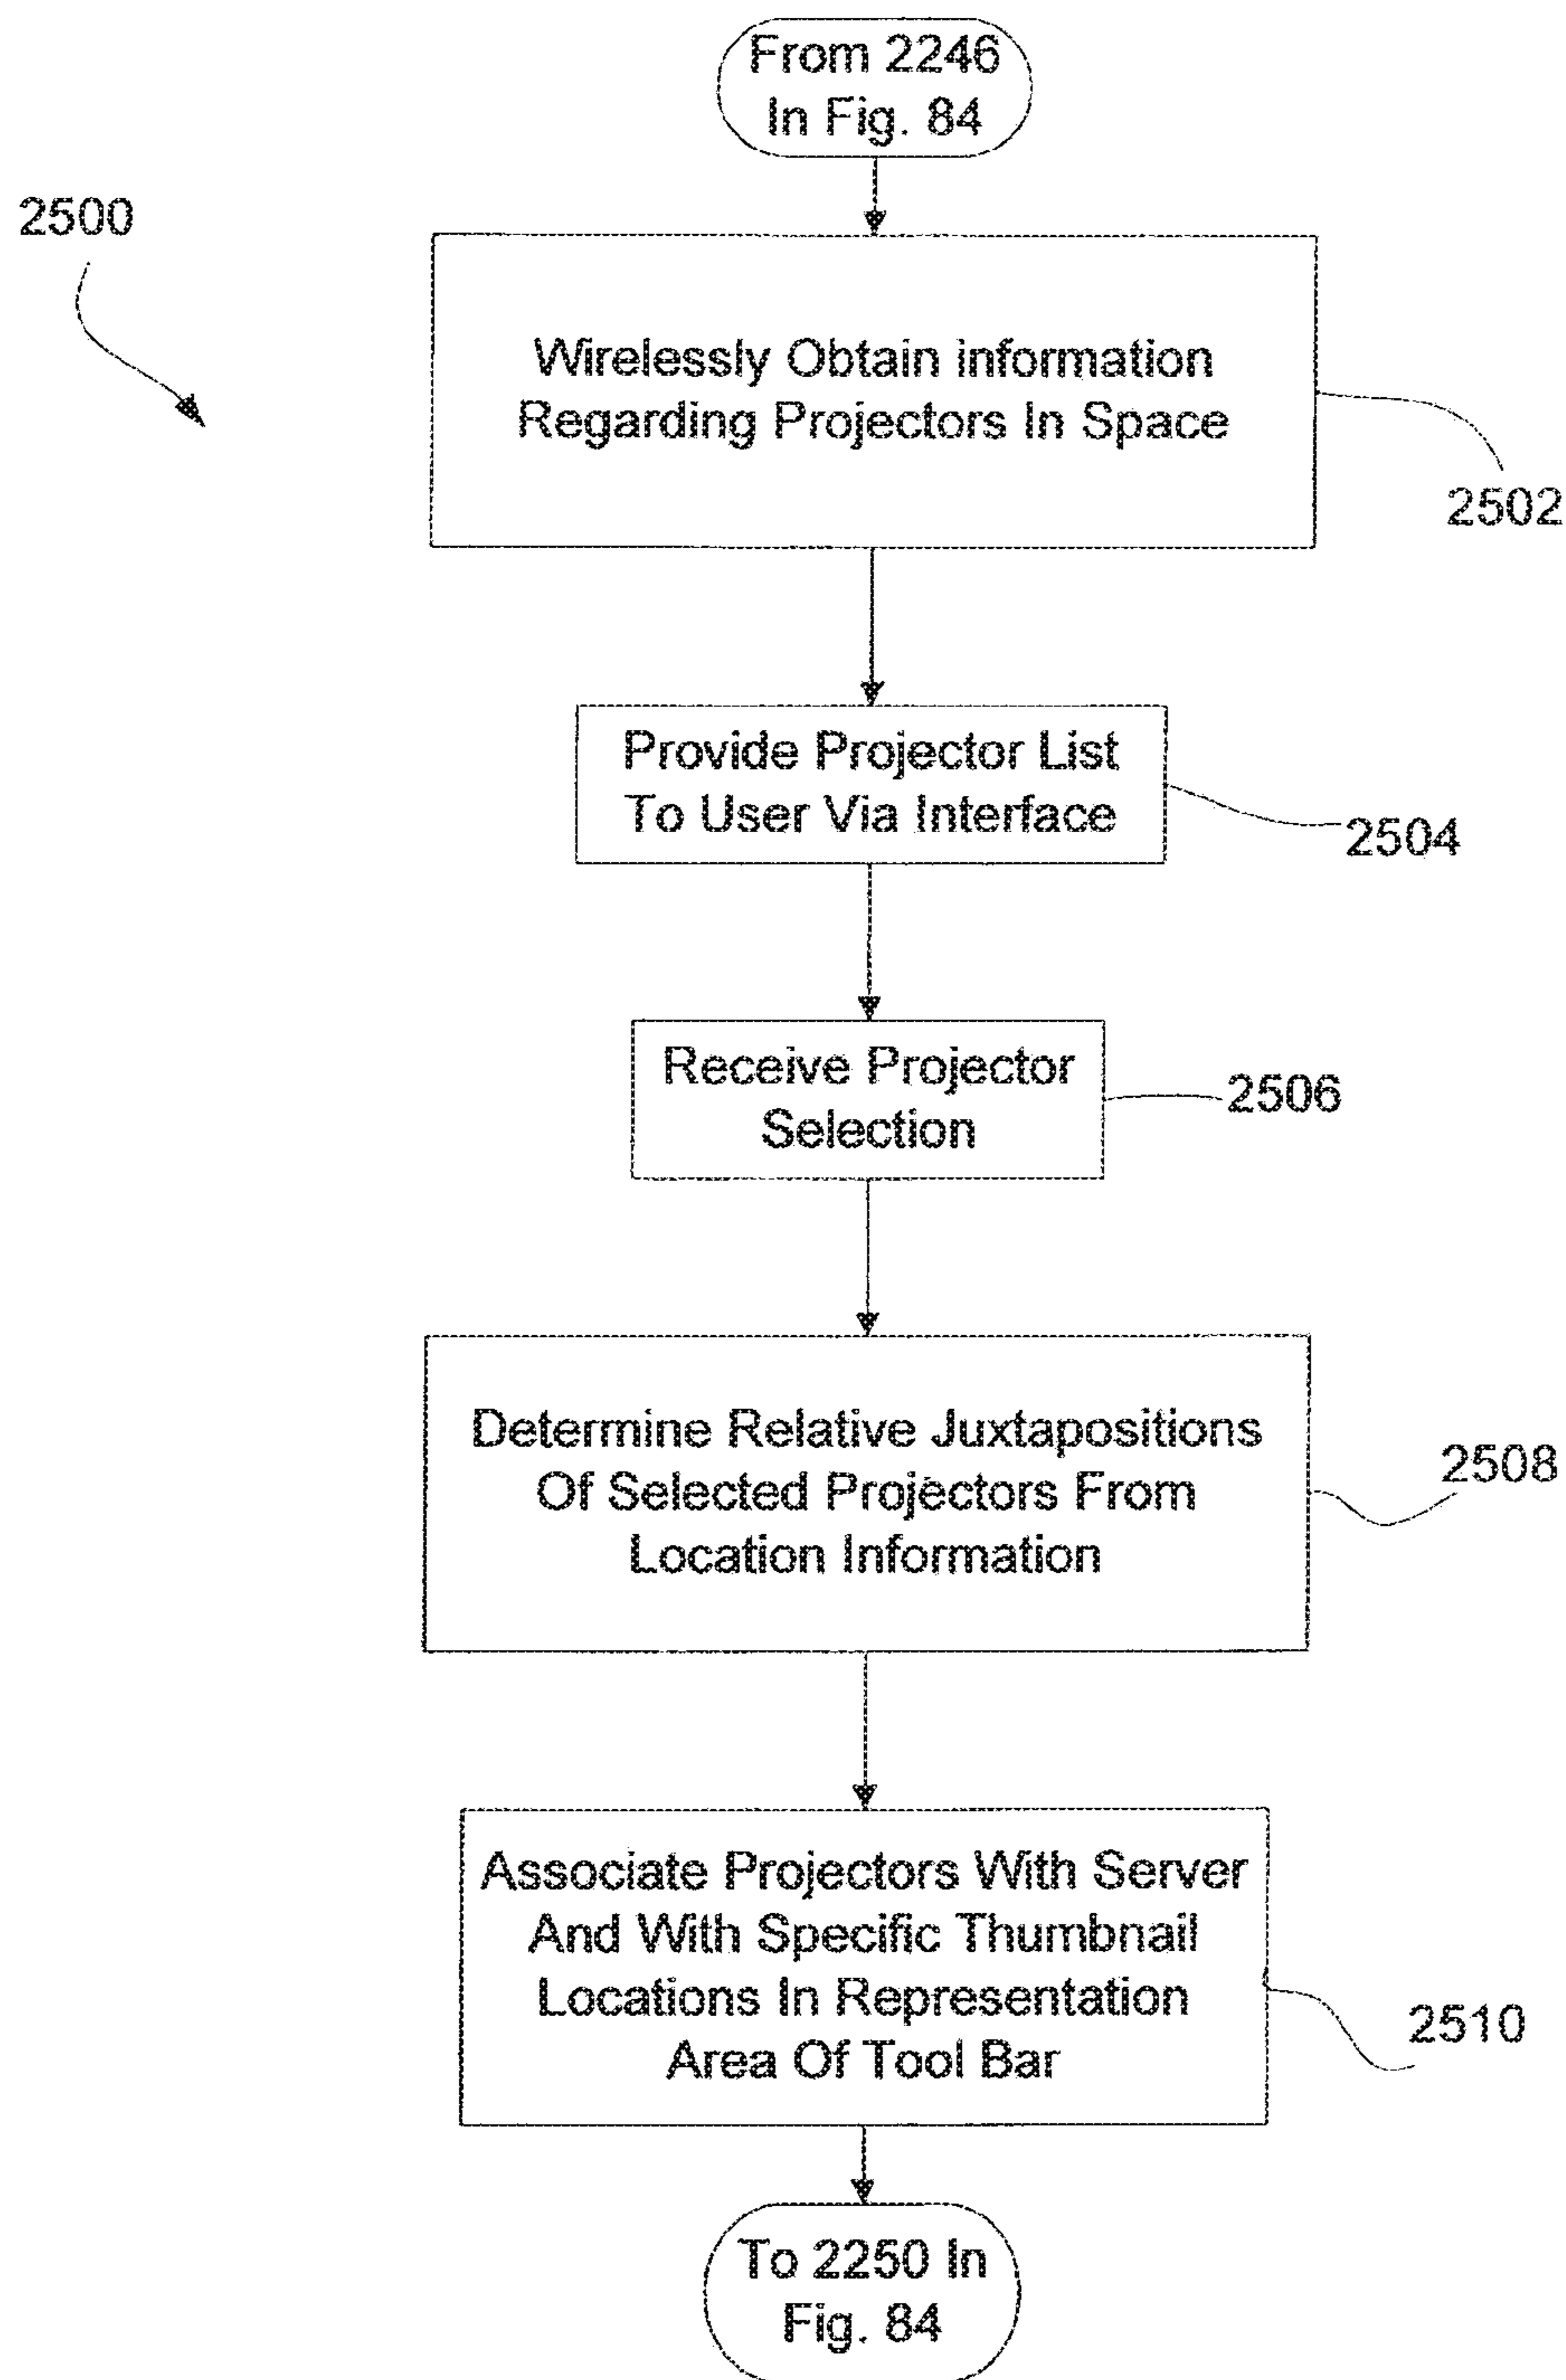 From 2246
In Fig. 84
2500
Wirelessly Obtain information
Regarding Projectors In Space
2502
Provide Projector List
To User Via Interface
2504
Receive Projector
Selection
2506
Determine Relative Juxtapositions
Of Selected Projectors From
Location Information
2508
Associate Projectors With Server
And With Specific Thumbnail
Locations In Representation
Area Of Tool Bar
2510
To 2250 In
Fig. 84